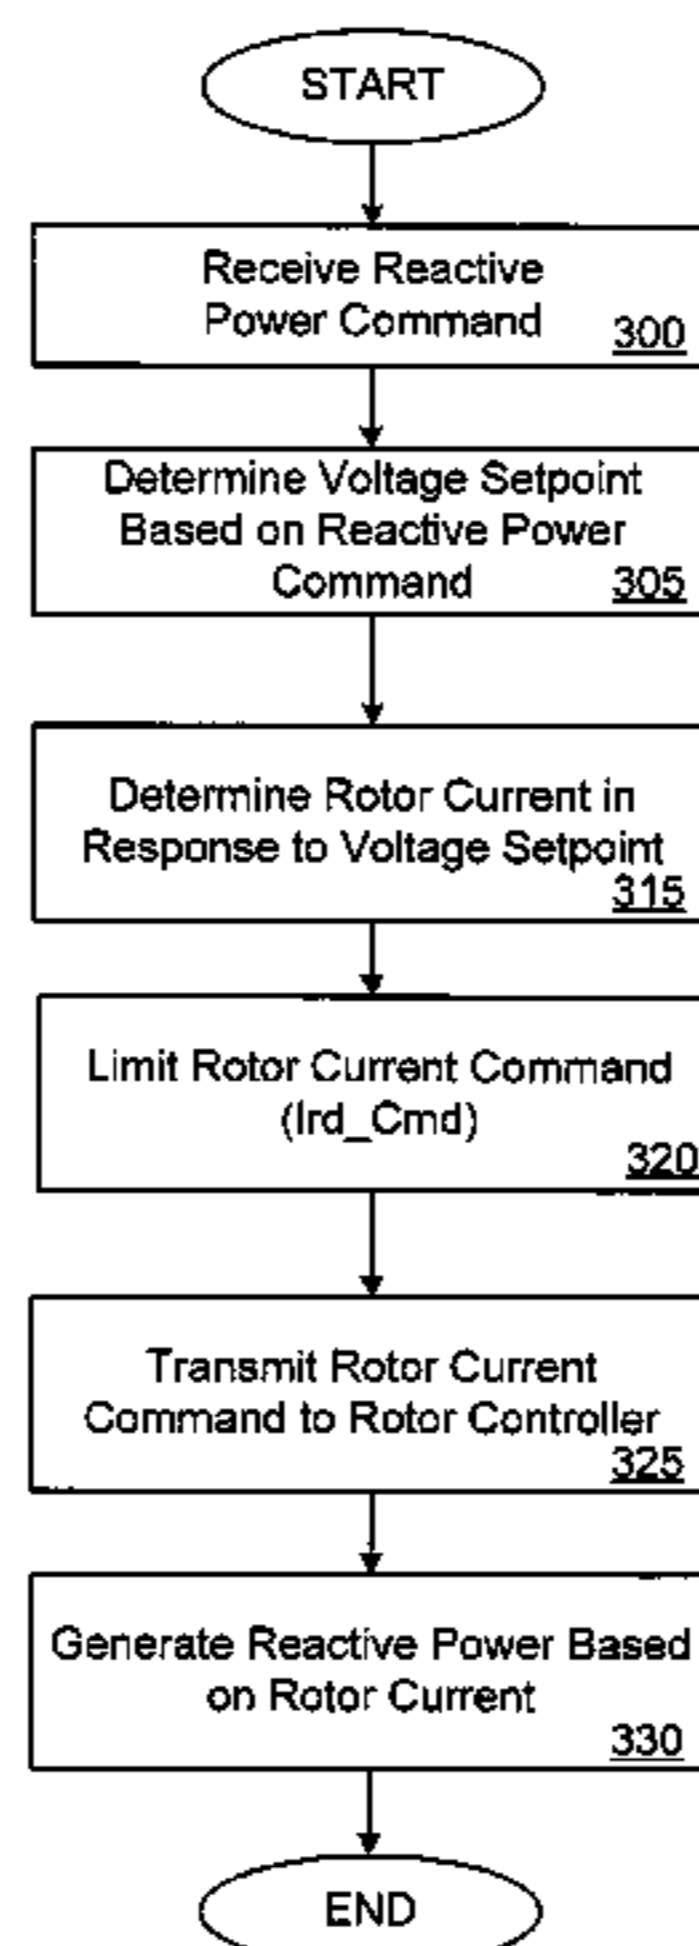 START
Receive Reactive
Power Command
300
Determine Voltage Setpoint
Based on Reactive Power
Command
305
Determine Rotor Current in
Response to Voltage Setpoint
315
Limit Rotor Current Command
(Ird_Cmd)
320
Transmit Rotor Current
Command to Rotor Controller
325
Generate Reactive Power Based
on Rotor Current
330
END